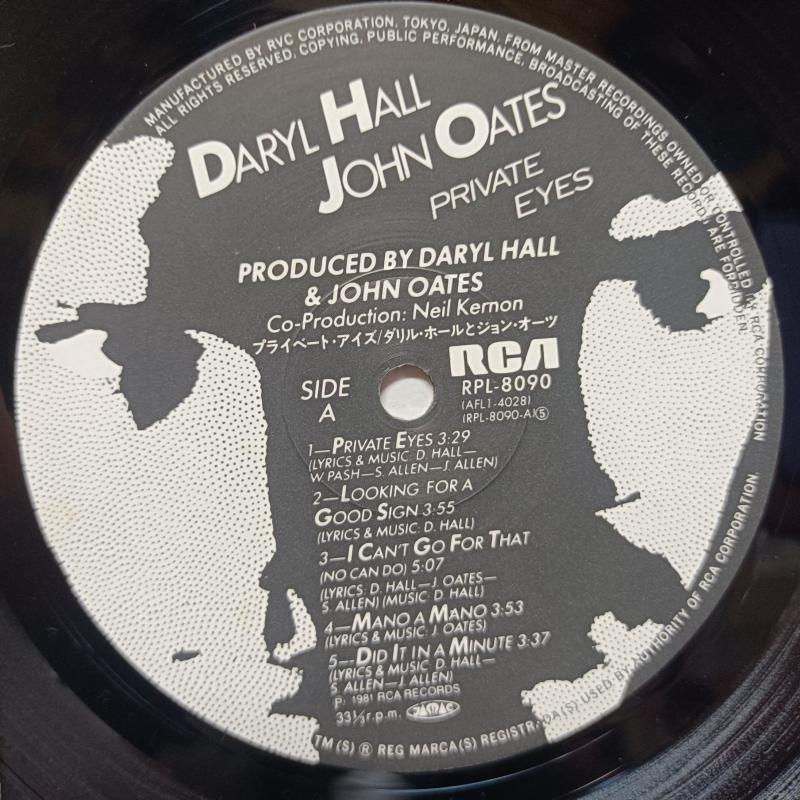 MANUFACTURED BY RVC CORPORATION, TOKYO, JAPAN, FROM MASTER RECORDINGS OWNED OR CONTROLLED BY RCA CORPORATION
ALL RIGHTS RESERVED. COPYING, PUBLIC PERFORMANCE, BROADCASTING OF THESE RECORDS ARE FORBIDDEN.
DARYL HALL
JOHN OATES
PRIVATE
EYES
PRODUCED BY DARYL HALL
& JOHN OATES
Co-Production: Neil Kernon
プライベート・アイズ/ダリル・ホールとジョン・オーツ
RCA
SIDE
A
RPL-8090
(AFL1-4028)
(RPL-8090-A)⑤
1—PRIVATE EYES 3:29
(LYRICS & MUSIC: D. HALL—
W. PASH—S. ALLEN—J. ALLEN)
2—LOOKING FOR A
GOOD SIGN 3:55
(LYRICS & MUSIC: D. HALL)
3—I CAN'T GO FOR THAT
(NO CAN DO) 5:07
(LYRICS: D. HALL—J. OATES—
S. ALLEN) (MUSIC: D. HALL)
4—MANO A MANO 3:53
(LYRICS & MUSIC: J. OATES)
5—DID IT IN A MINUTE 3:37
(LYRICS & MUSIC: D. HALL—
S. ALLEN—J. ALLEN)
℗ 1981 RCA RECORDS
33⅓ r.p.m. JASRAC
TM(S) ® REG MARCA(S) REGISTRADA(S) USED BY AUTHORITY OF RCA CORPORATION.